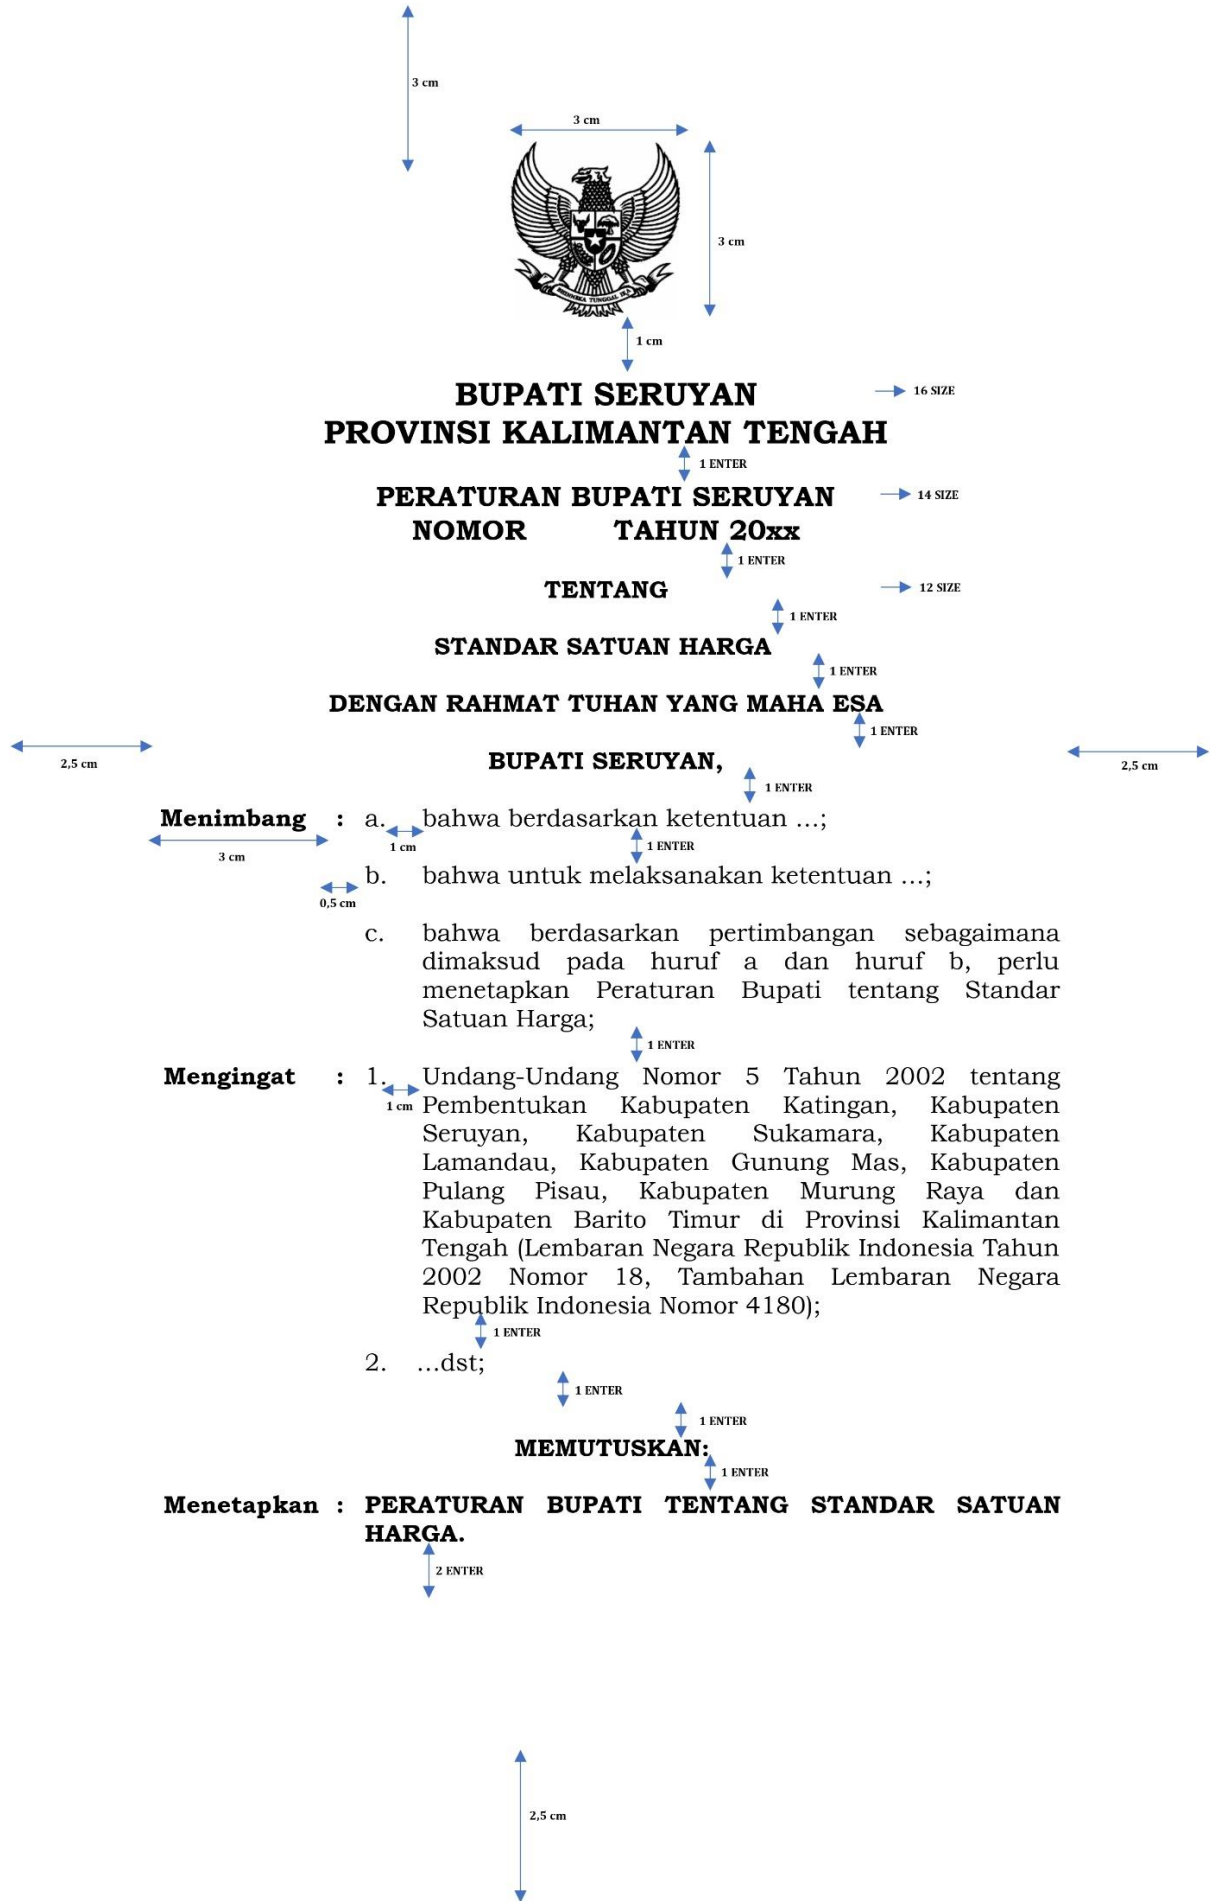 3 cm
3 cm
3 cm
BHINNEKA TUNGGAL IKA
1 cm
BUPATI SERUYAN → 16 SIZE
PROVINSI KALIMANTAN TENGAH
1 ENTER
PERATURAN BUPATI SERUYAN → 14 SIZE
NOMOR TAHUN 20xx
1 ENTER
TENTANG → 12 SIZE
1 ENTER
STANDAR SATUAN HARGA
1 ENTER
DENGAN RAHMAT TUHAN YANG MAHA ESA
1 ENTER
2,5 cm
BUPATI SERUYAN,
2,5 cm
1 ENTER
Menimbang : a. bahwa berdasarkan ketentuan ...;
3 cm
1 cm
1 ENTER
b. bahwa untuk melaksanakan ketentuan ...;
0,5 cm
c. bahwa berdasarkan pertimbangan sebagaimana
dimaksud pada huruf a dan huruf b, perlu
menetapkan Peraturan Bupati tentang Standar
Satuan Harga;
1 ENTER
Mengingat : 1. Undang-Undang Nomor 5 Tahun 2002 tentang
1 cm
Pembentukan Kabupaten Katingan, Kabupaten
Seruyan, Kabupaten Sukamara, Kabupaten
Lamandau, Kabupaten Gunung Mas, Kabupaten
Pulang Pisau, Kabupaten Murung Raya dan
Kabupaten Barito Timur di Provinsi Kalimantan
Tengah (Lembaran Negara Republik Indonesia Tahun
2002 Nomor 18, Tambahan Lembaran Negara
Republik Indonesia Nomor 4180);
1 ENTER
2. ...dst;
1 ENTER
1 ENTER
MEMUTUSKAN:
1 ENTER
Menetapkan : PERATURAN BUPATI TENTANG STANDAR SATUAN
HARGA.
2 ENTER
2,5 cm